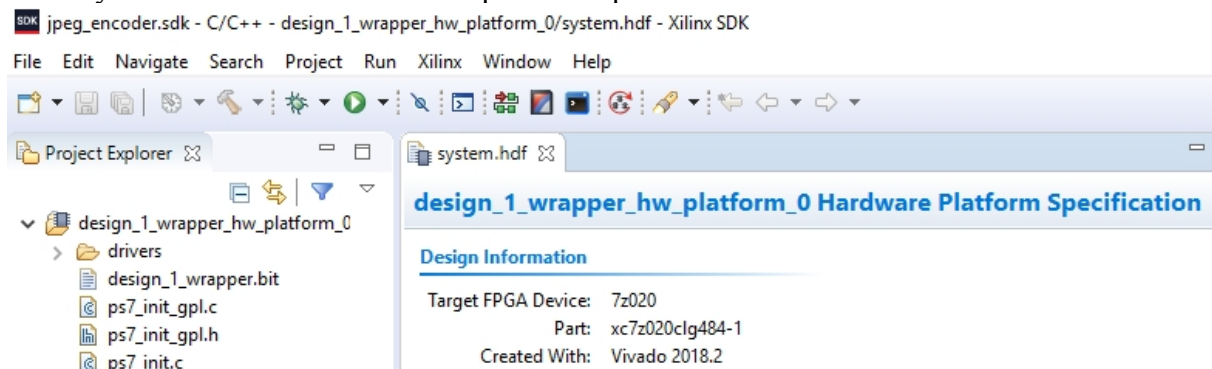 SDK jpeg_encoder.sdk - C/C++ - design_1_wrapper_hw_platform_0/system.hdf - Xilinx SDK
File Edit Navigate Search Project Run Xilinx Window Help
Project Explorer
system.hdf
design_1_wrapper_hw_platform_0 Hardware Platform Specification
design_1_wrapper_hw_platform_0
drivers
design_1_wrapper.bit
ps7_init_gpl.c
ps7_init_gpl.h
ps7_init.c
Design Information
Target FPGA Device: 7z020
Part: xc7z020clg484-1
Created With: Vivado 2018.2